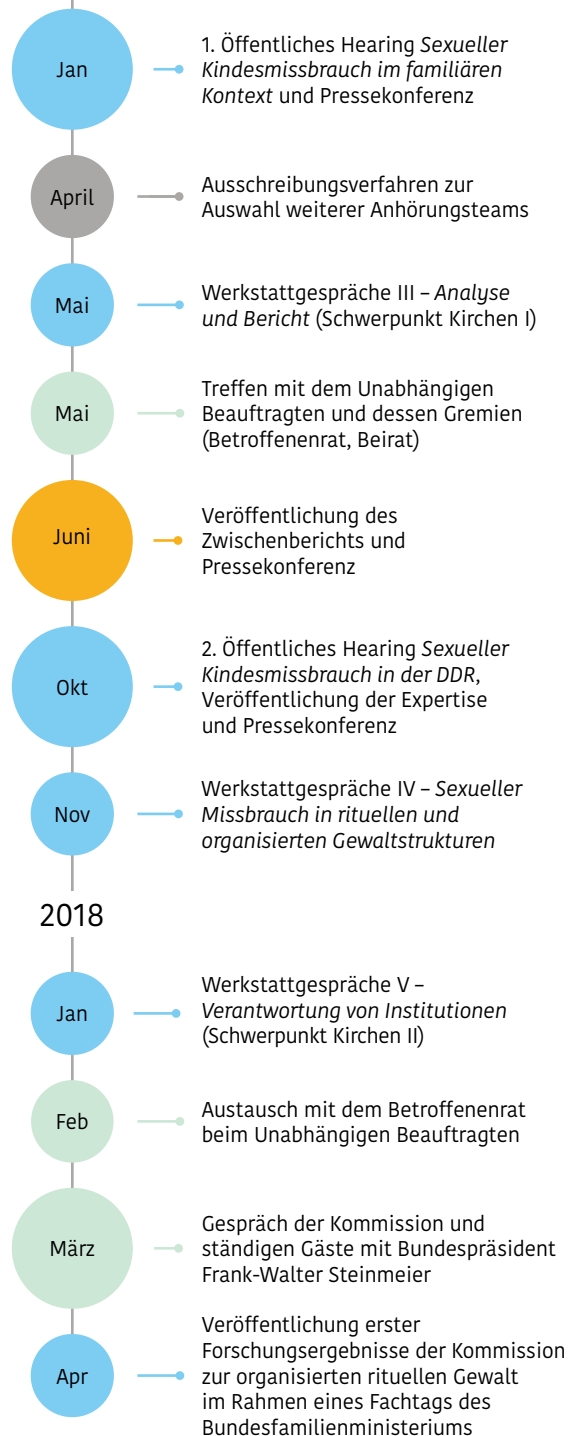 Jan
1. Öffentliches Hearing Sexueller
Kindesmissbrauch im familiären
Kontext und Pressekonferenz
April
Ausschreibungsverfahren zur
Auswahl weiterer Anhörungsteams
Mai
Werkstattgespräche III – Analyse
und Bericht (Schwerpunkt Kirchen I)
Mai
Treffen mit dem Unabhängigen
Beauftragten und dessen Gremien
(Betroffenenrat, Beirat)
Juni
Veröffentlichung des
Zwischenberichts und
Pressekonferenz
Okt
2. Öffentliches Hearing Sexueller
Kindesmissbrauch in der DDR,
Veröffentlichung der Expertise
und Pressekonferenz
Nov
Werkstattgespräche IV – Sexueller
Missbrauch in rituellen und
organisierten Gewaltstrukturen
2018
Jan
Werkstattgespräche V –
Verantwortung von Institutionen
(Schwerpunkt Kirchen II)
Feb
Austausch mit dem Betroffenenrat
beim Unabhängigen Beauftragten
März
Gespräch der Kommission und
ständigen Gäste mit Bundespräsident
Frank-Walter Steinmeier
Apr
Veröffentlichung erster
Forschungsergebnisse der Kommission
zur organisierten rituellen Gewalt
im Rahmen eines Fachtags des
Bundesfamilienministeriums